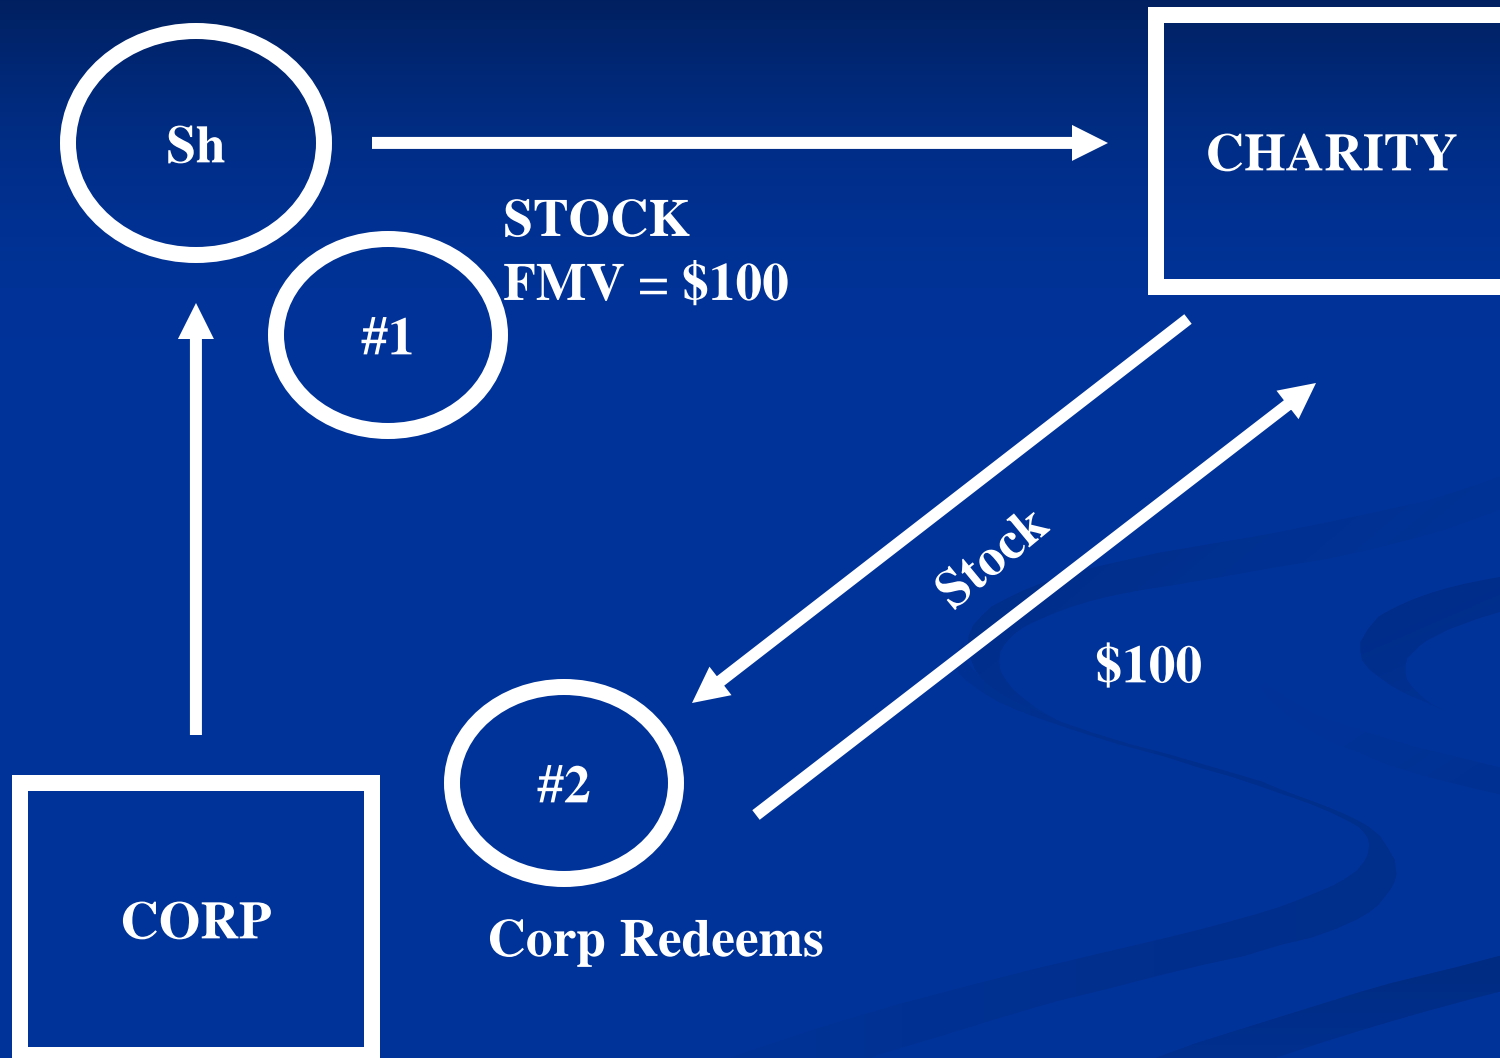 Sh
CHARITY
STOCK
FMV = $100
#1
Stock
$100
#2
CORP
Corp Redeems